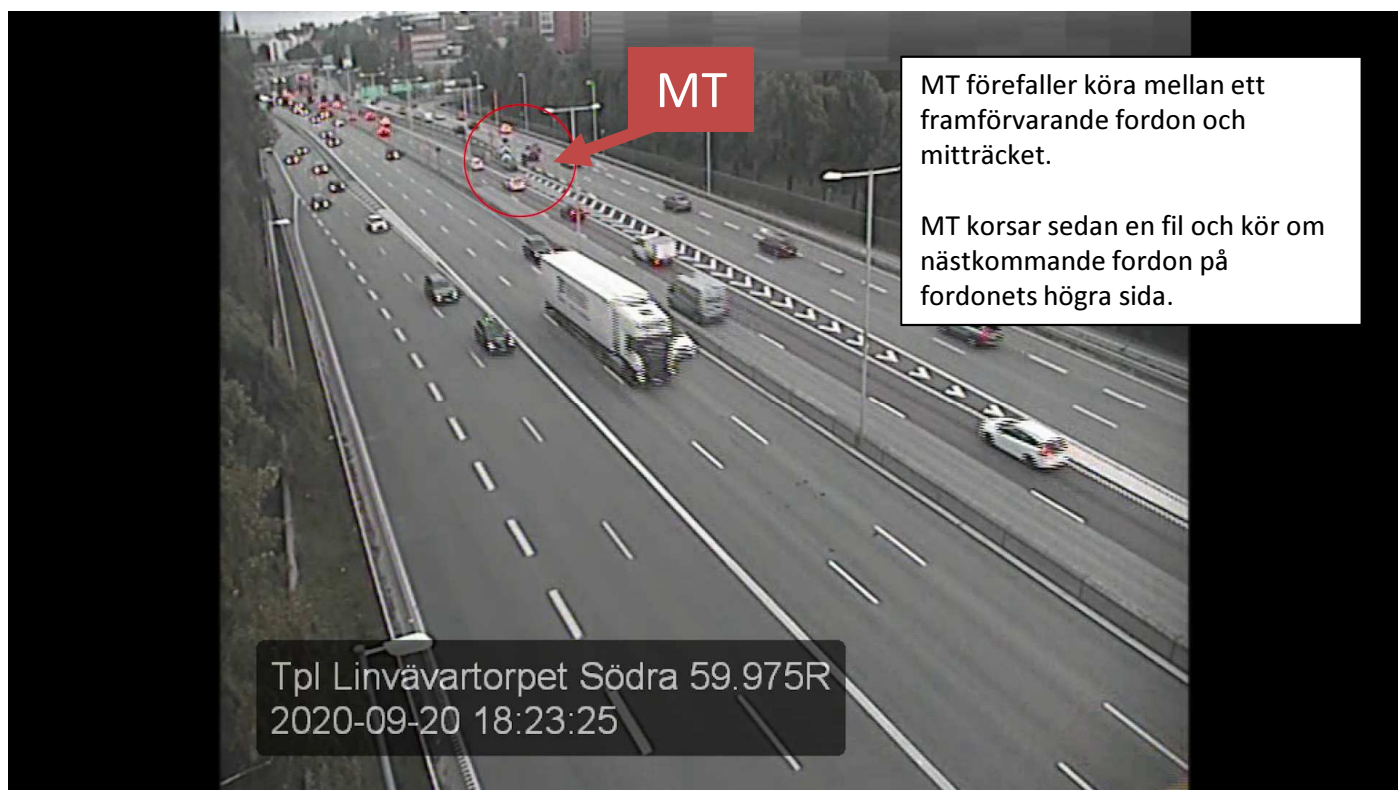 MT
MT förefaller köra mellan ett
framförvarande fordon och
mitträcket.
MT korsar sedan en fil och kör om
nästkommande fordon på
fordonets högra sida.
Tpl Linvävartorpet Södra 59.975R
2020-09-20 18:23:25